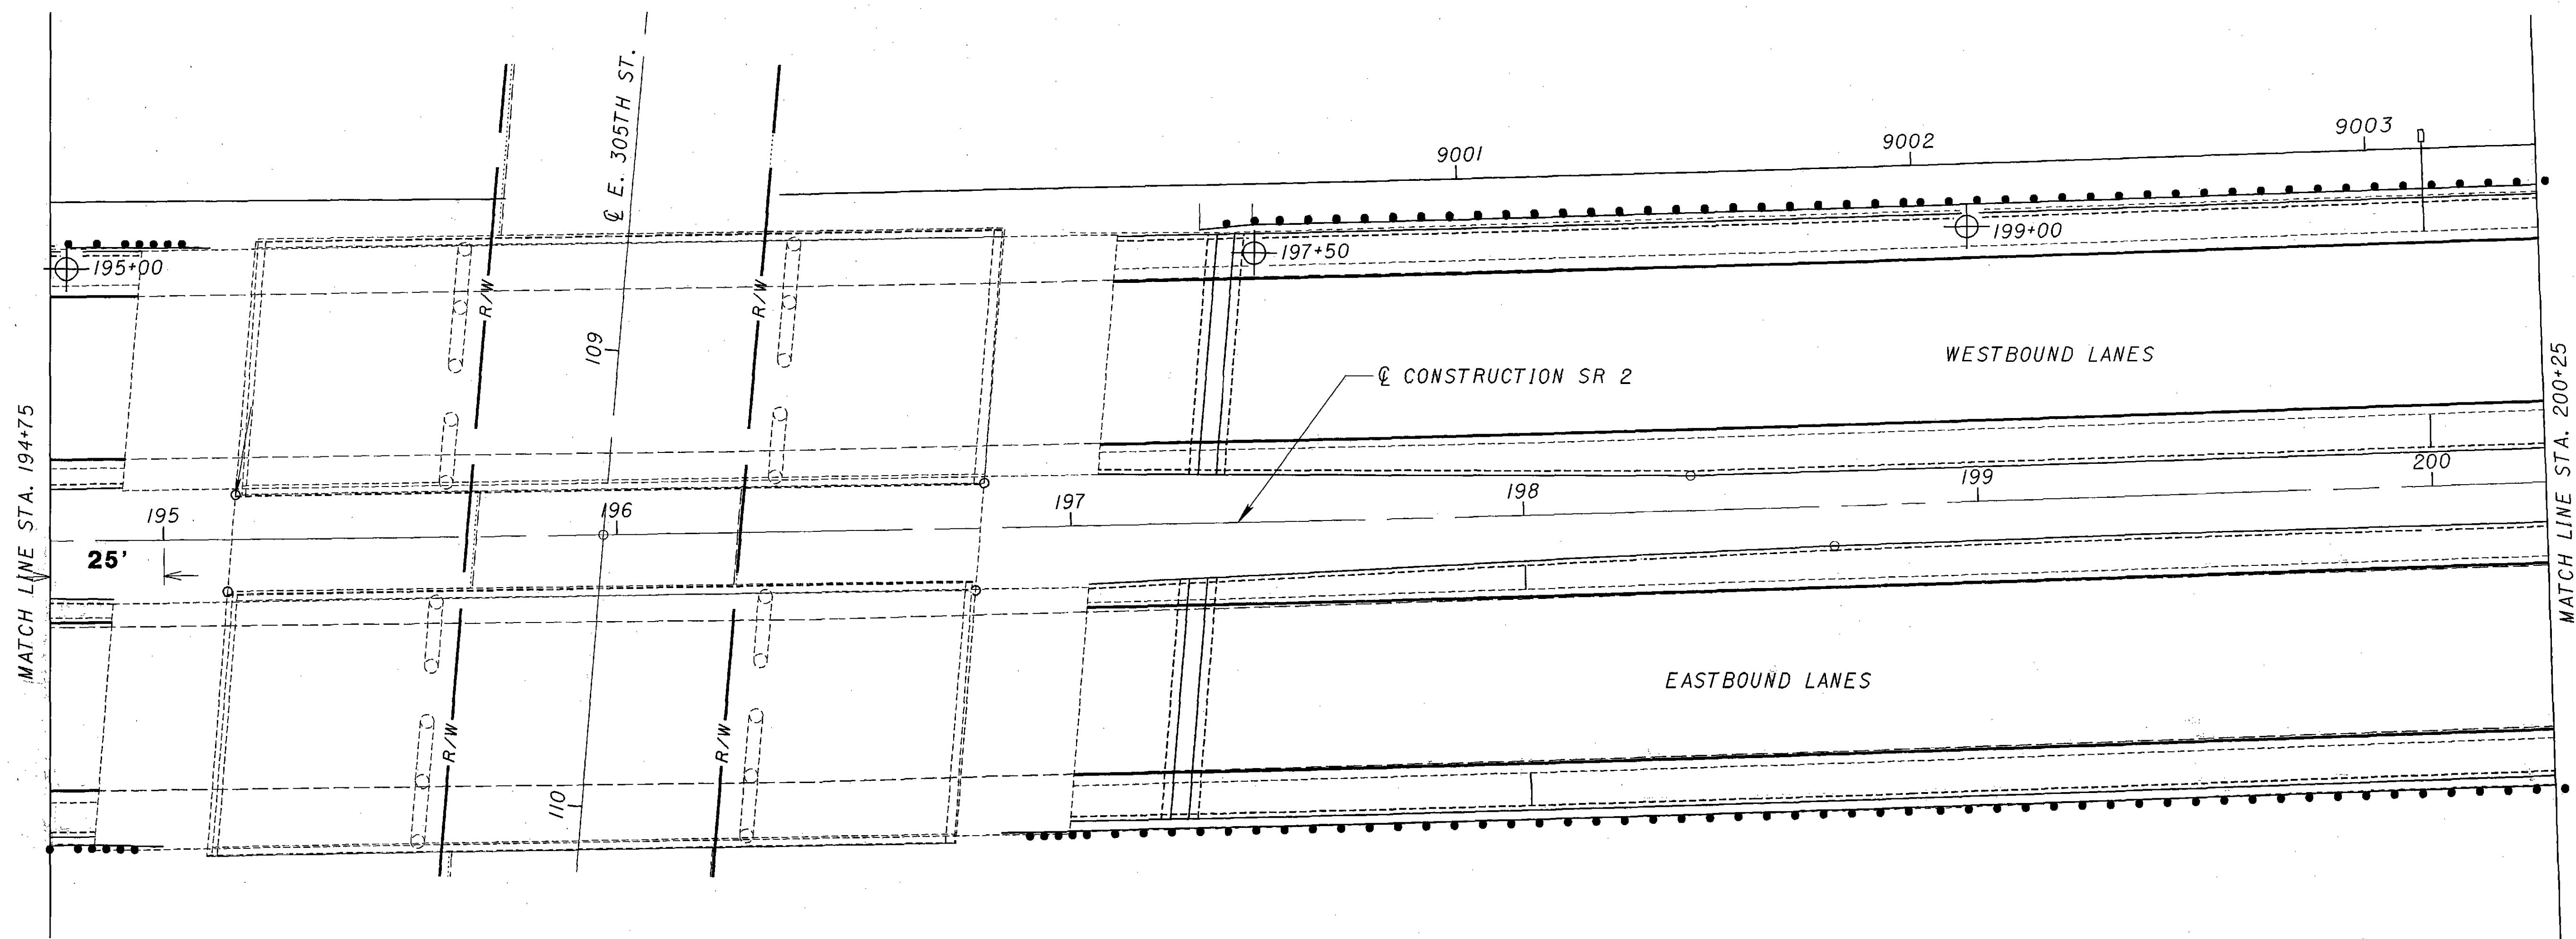 9003
9002
9001
℄ E. 305TH ST.
199+00
197+50
195+00
R/W
R/W
109
WESTBOUND LANES
℄ CONSTRUCTION SR 2
MATCH LINE STA. 194+75
MATCH LINE STA. 200+25
195
196
197
198
199
200
25'
EASTBOUND LANES
R/W
R/W
110